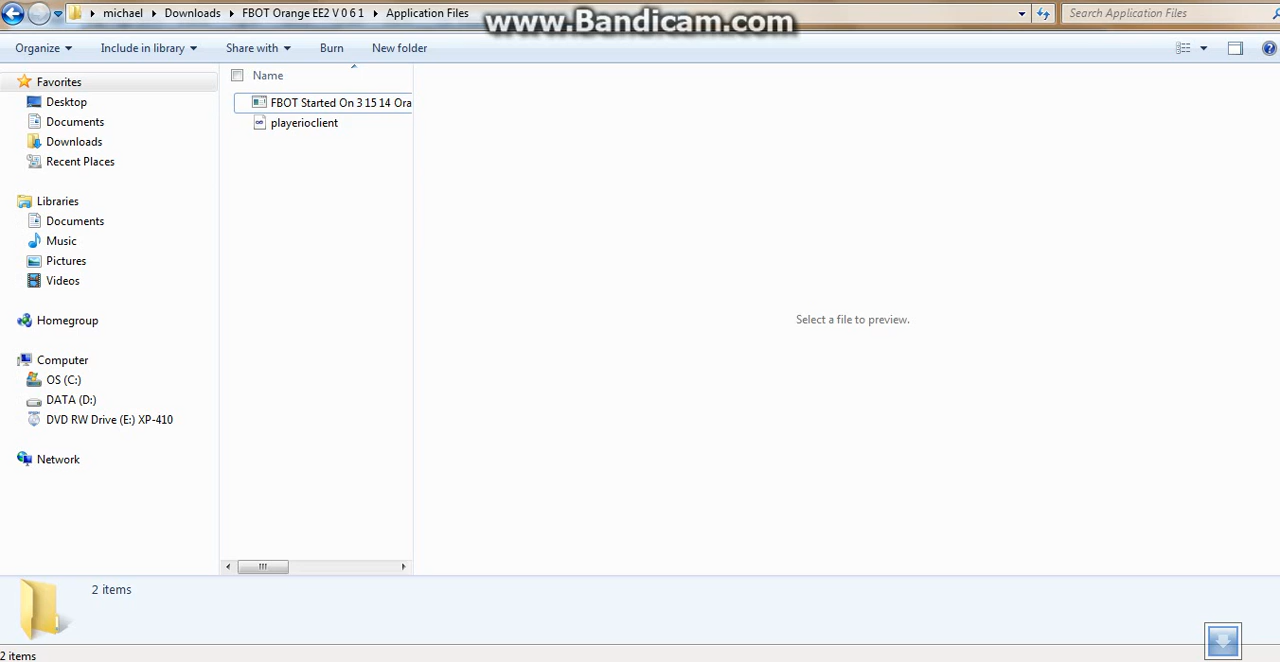 www.Bandicam.com
michael Downloads FBOT Orange EE2 V 0 6 1 Application Files
Search Application Files
Organize Include in library Share with Burn New folder
Favorites
Desktop
Documents
Downloads
Recent Places
Libraries
Documents
Music
Pictures
Videos
Homegroup
Computer
OS (C:)
DATA (D:)
DVD RW Drive (E:) XP-410
Network
Name
FBOT Started On 3 15 14 Ora
playerioclient
Select a file to preview.
2 items
2 items